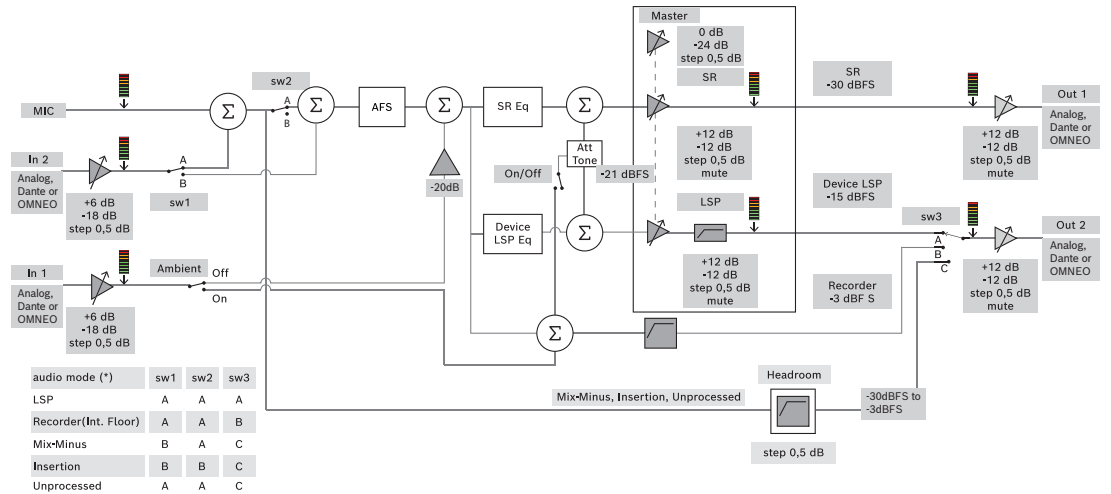 Master
0 dB
-24 dB
step 0,5 dB
SR
SR
-30 dBFS
sw2
A
B
MIC
Σ
Σ
AFS
Σ
SR Eq
Σ
Out 1
Analog,
Dante or
OMNEO
+12 dB
-12 dB
step 0,5 dB
mute
+12 dB
-12 dB
step 0,5 dB
mute
In 2
Analog,
Dante or
OMNEO
+6 dB
-18 dB
step 0,5 dB
A
B
sw1
-20dB
On/Off
Att
Tone
-21 dBFS
LSP
Device LSP
-15 dBFS
sw3
A
B
C
Device
LSP Eq
Σ
Out 2
Analog,
Dante or
OMNEO
+12 dB
-12 dB
step 0,5 dB
mute
+12 dB
-12 dB
step 0,5 dB
mute
In 1
Analog,
Dante or
OMNEO
+6 dB
-18 dB
step 0,5 dB
Ambient
Off
On
Recorder
-3 dBF S
Σ
audio mode (*) sw1 sw2 sw3
LSP A A A
Recorder(Int. Floor) A A B
Mix-Minus B A C
Insertion B B C
Unprocessed A A C
Mix-Minus, Insertion, Unprocessed
Headroom
step 0,5 dB
-30dBFS to
-3dBFS